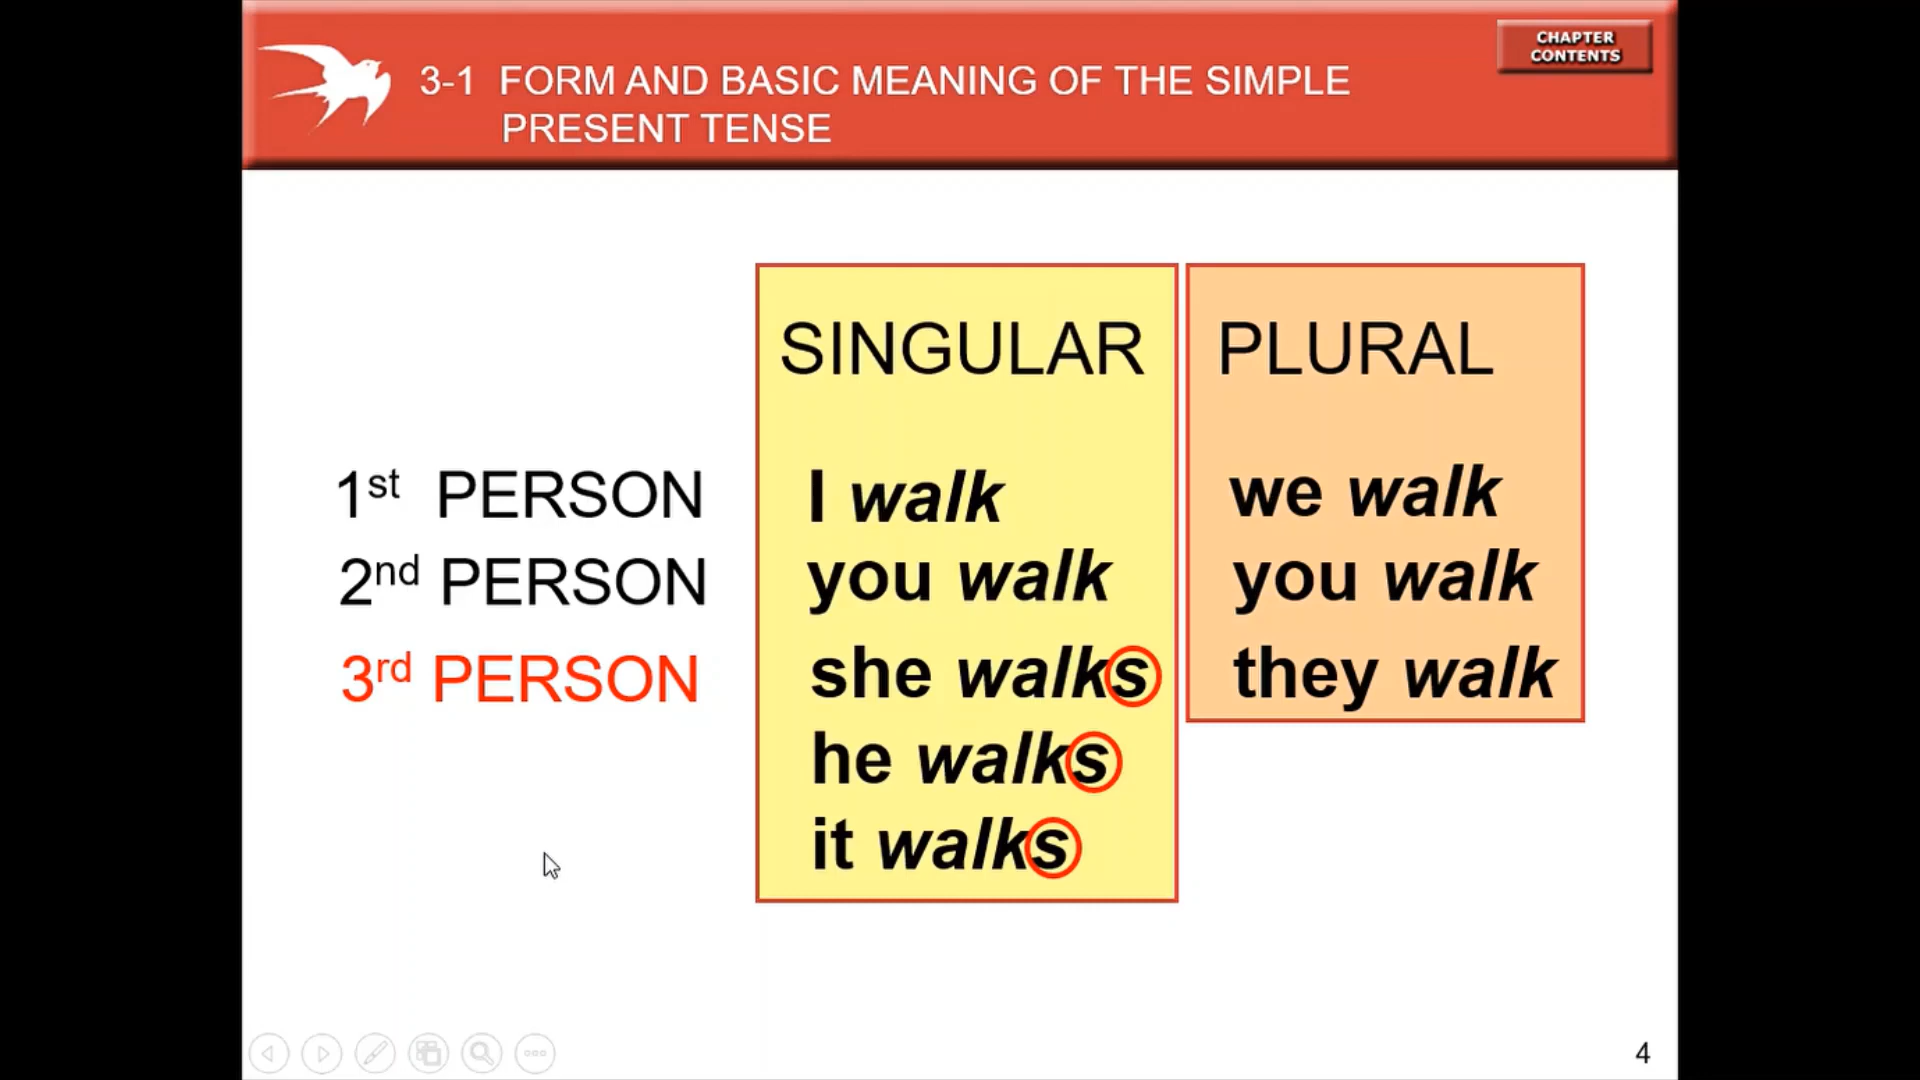 CHAPTER
CONTENTS
3-1 FORM AND BASIC MEANING OF THE SIMPLE
PRESENT TENSE
SINGULAR PLURAL
1st PERSON I walk we walk
2nd PERSON you walk you walk
3rd PERSON she walks they walk
he walks
it walks
4